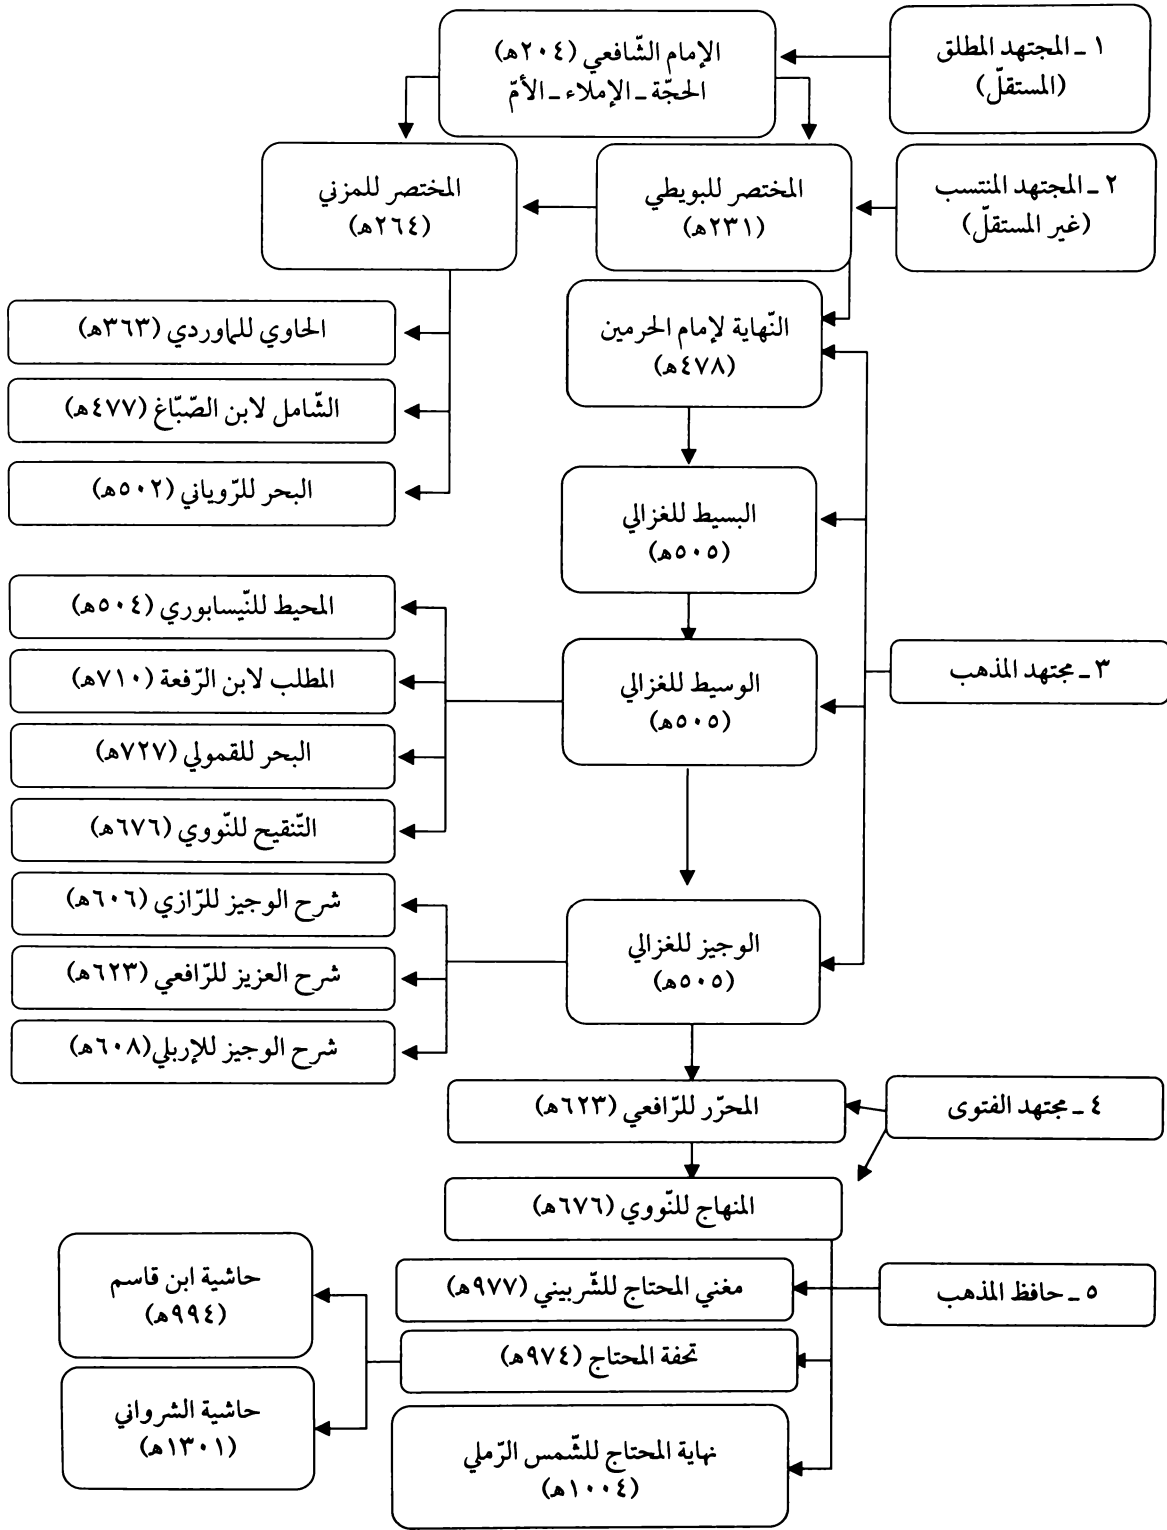 ١ ـ المجتهد المطلق
(المستقلّ)
الإمام الشّافعي (٢٠٤هـ)
الحجّة ـ الإملاء ـ الأمّ
٢ ـ المجتهد المنتسب
(غير المستقلّ)
المختصر للبويطي
(٢٣١هـ)
المختصر للمزني
(٢٦٤هـ)
النّهاية لإمام الحرمين
(٤٧٨هـ)
الحاوي للماوردي (٣٦٣هـ)
الشّامل لابن الصّبّاغ (٤٧٧هـ)
البحر للرّوياني (٥٠٢هـ)
البسيط للغزالي
(٥٠٥هـ)
٣ ـ مجتهد المذهب
الوسيط للغزالي
(٥٠٥هـ)
المحيط للنّيسابوري (٥٠٤هـ)
المطلب لابن الرّفعة (٧١٠هـ)
البحر للقمولي (٧٢٧هـ)
التّنقيح للنّووي (٦٧٦هـ)
الوجيز للغزالي
(٥٠٥هـ)
شرح الوجيز للرّازي (٦٠٦هـ)
شرح العزيز للرّافعي (٦٢٣هـ)
شرح الوجيز للإربلي(٦٠٨هـ)
٤ ـ مجتهد الفتوى
المحرّر للرّافعي (٦٢٣هـ)
المنهاج للنّووي (٦٧٦هـ)
٥ ـ حافظ المذهب
مغني المحتاج للشّربيني (٩٧٧هـ)
تحفة المحتاج (٩٧٤هـ)
نهاية المحتاج للشّمس الرّملي
(١٠٠٤هـ)
حاشية ابن قاسم
(٩٩٤هـ)
حاشية الشرواني
(١٣٠١هـ)